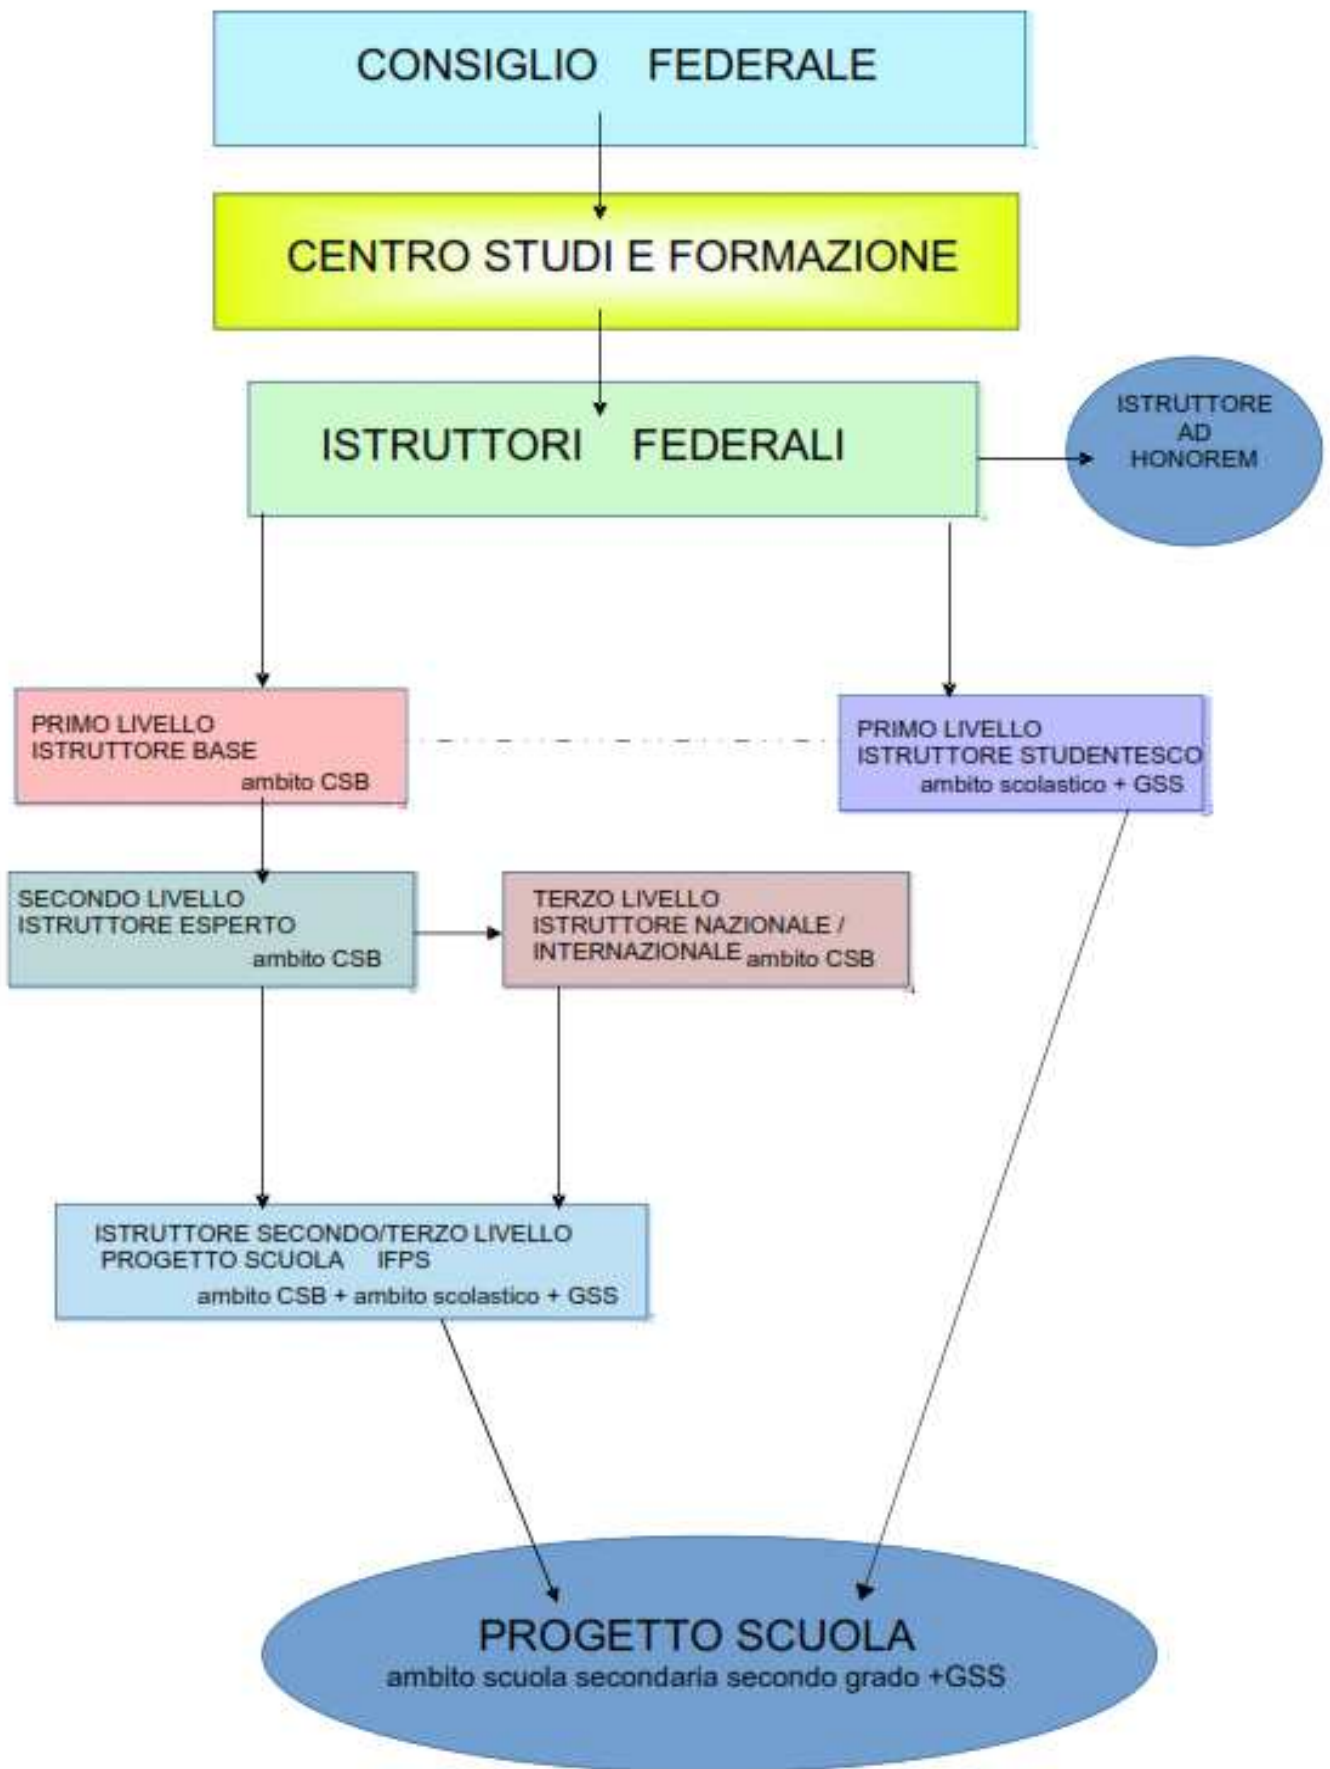 CONSIGLIO FEDERALE
CENTRO STUDI E FORMAZIONE
ISTRUTTORI FEDERALI
ISTRUTTORE
AD
HONOREM
PRIMO LIVELLO
ISTRUTTORE BASE
ambito CSB
PRIMO LIVELLO
ISTRUTTORE STUDENTESCO
ambito scolastico + GSS
SECONDO LIVELLO
ISTRUTTORE ESPERTO
ambito CSB
TERZO LIVELLO
ISTRUTTORE NAZIONALE /
INTERNAZIONALE ambito CSB
ISTRUTTORE SECONDO/TERZO LIVELLO
PROGETTO SCUOLA IFPS
ambito CSB + ambito scolastico + GSS
PROGETTO SCUOLA
ambito scuola secondaria secondo grado +GSS